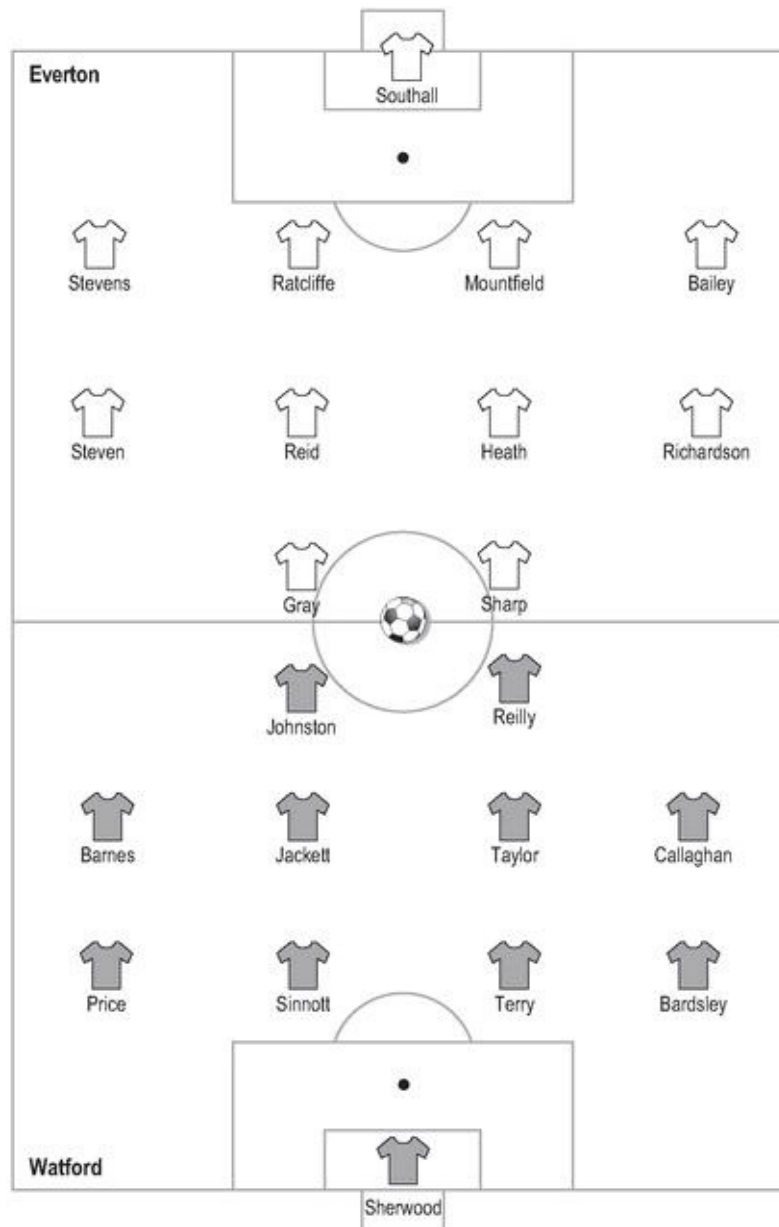 Everton
Southall
Stevens Ratcliffe Mountfield Bailey
Steven Reid Heath Richardson
Gray Sharp
Johnston Reilly
Barnes Jackett Taylor Callaghan
Price Sinnott Terry Bardsley
Watford
Sherwood